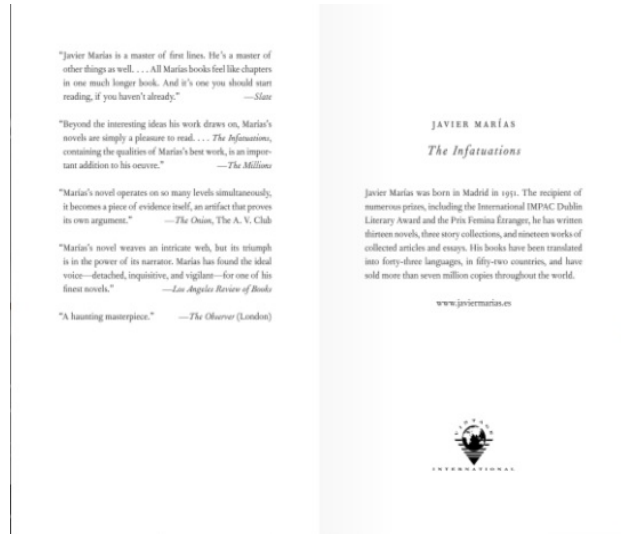 “Javier Marías is a master of first lines. He’s a master of
other things as well. . . . All Marías books feel like chapters
in one much longer book. And it’s one you should start
reading, if you haven’t already.” —Slate
“Beyond the interesting ideas his work draws on, Marías’s
novels are simply a pleasure to read. . . . The Infatuations,
containing the qualities of Marías’s best work, is an impor-
tant addition to his oeuvre.” —The Millions
“Marías’s novel operates on so many levels simultaneously,
it becomes a piece of evidence itself, an artifact that proves
its own argument.” —The Onion, The A. V. Club
“Marías’s novel weaves an intricate web, but its triumph
is in the power of its narrator. Marías has found the ideal
voice—detached, inquisitive, and vigilant—for one of his
finest novels.” —Los Angeles Review of Books
“A haunting masterpiece.” —The Observer (London)
JAVIER MARÍAS
The Infatuations
Javier Marías was born in Madrid in 1951. The recipient of
numerous prizes, including the International IMPAC Dublin
Literary Award and the Prix Femina Étranger, he has written
thirteen novels, three story collections, and nineteen works of
collected articles and essays. His books have been translated
into forty-three languages, in fifty-two countries, and have
sold more than seven million copies throughout the world.
www.javiermarias.es
VINTAGE
INTERNATIONAL